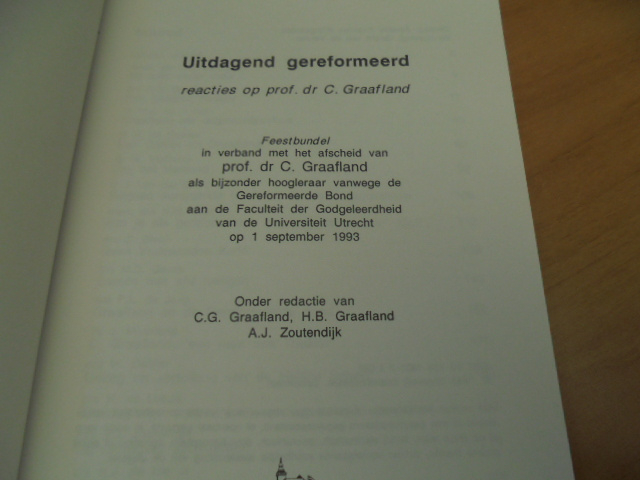 Uitdagend gereformeerd
reacties op prof. dr C. Graafland
Feestbundel
in verband met het afscheid van
prof. dr C. Graafland
als bijzonder hoogleraar vanwege de
Gereformeerde Bond
aan de Faculteit der Godgeleerdheid
van de Universiteit Utrecht
op 1 september 1993
Onder redactie van
C.G. Graafland, H.B. Graafland
A.J. Zoutendijk